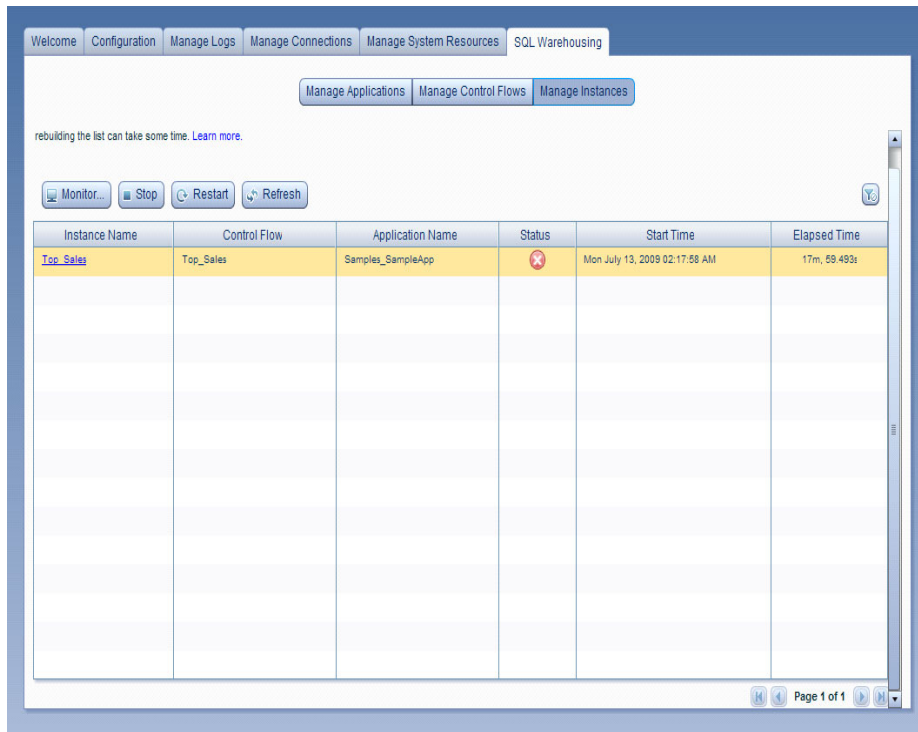 Welcome Configuration Manage Logs Manage Connections Manage System Resources SQL Warehousing
Manage Applications Manage Control Flows Manage Instances
rebuilding the list can take some time. Learn more.
Monitor... Stop Restart Refresh
Instance Name Control Flow Application Name Status Start Time Elapsed Time
Top_Sales Top_Sales Samples_SampleApp Mon July 13, 2009 02:17:58 AM 17m, 59.493s
Page 1 of 1